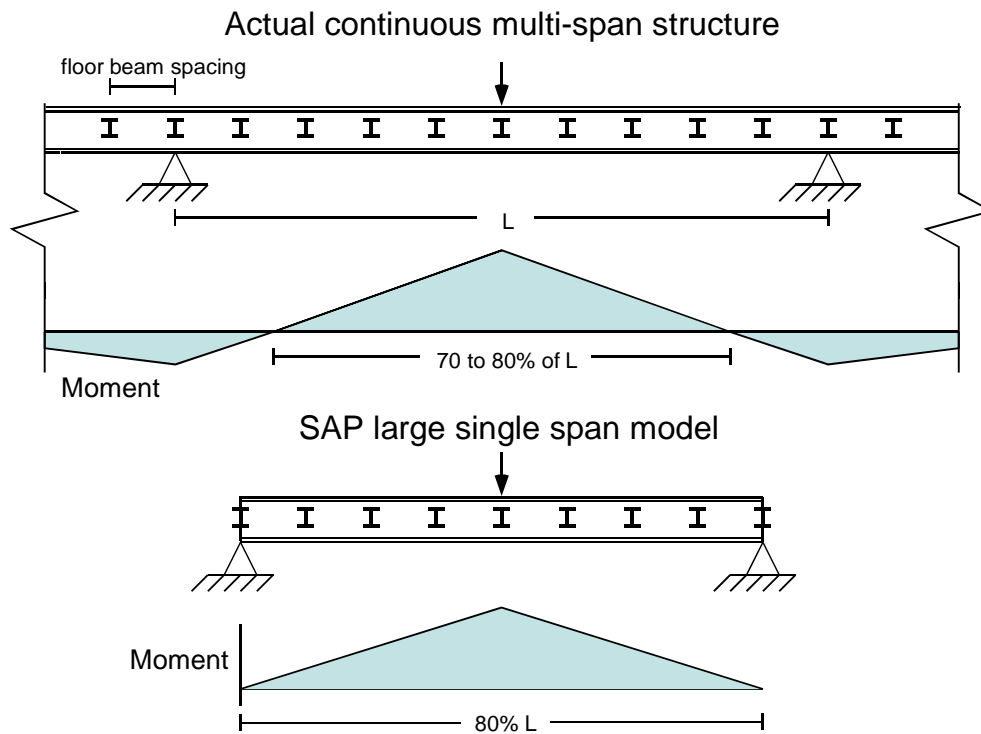 Actual continuous multi-span structure
floor beam spacing
L
70 to 80% of L
Moment
SAP large single span model
Moment
80% L